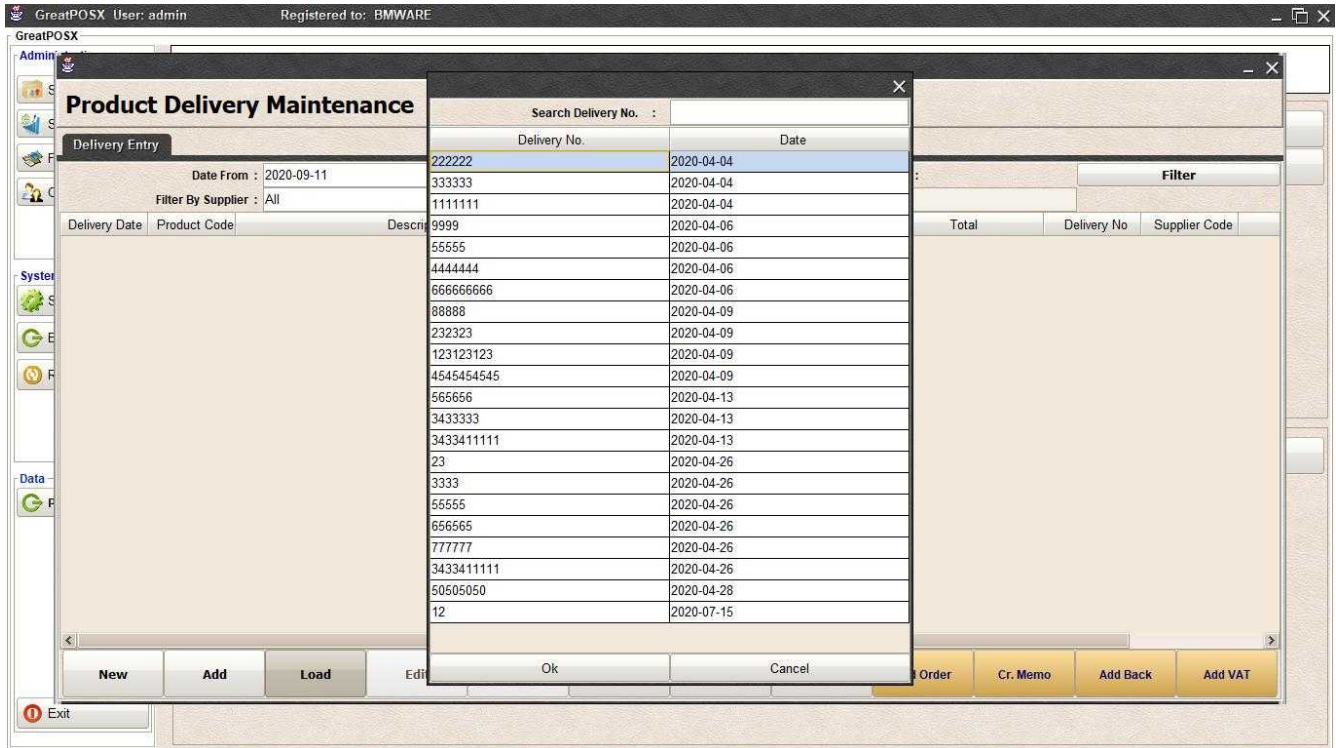 GreatPOSX User: admin Registered to: BMWARE
GreatPOSX
Admin
Product Delivery Maintenance
Search Delivery No. :
Delivery Entry
Delivery No. Date
222222 2020-04-04
Date From : 2020-09-11 : Filter
333333 2020-04-04
Filter By Supplier : All
1111111 2020-04-04
Delivery Date Product Code Descrip Total Delivery No Supplier Code
9999 2020-04-06
55555 2020-04-06
4444444 2020-04-06
666666666 2020-04-06
System
88888 2020-04-09
232323 2020-04-09
123123123 2020-04-09
4545454545 2020-04-09
565656 2020-04-13
3433333 2020-04-13
3433411111 2020-04-13
23 2020-04-26
Data
3333 2020-04-26
55555 2020-04-26
656565 2020-04-26
777777 2020-04-26
3433411111 2020-04-26
50505050 2020-04-28
12 2020-07-15
Ok Cancel
New Add Load Edit Order Cr. Memo Add Back Add VAT
Exit